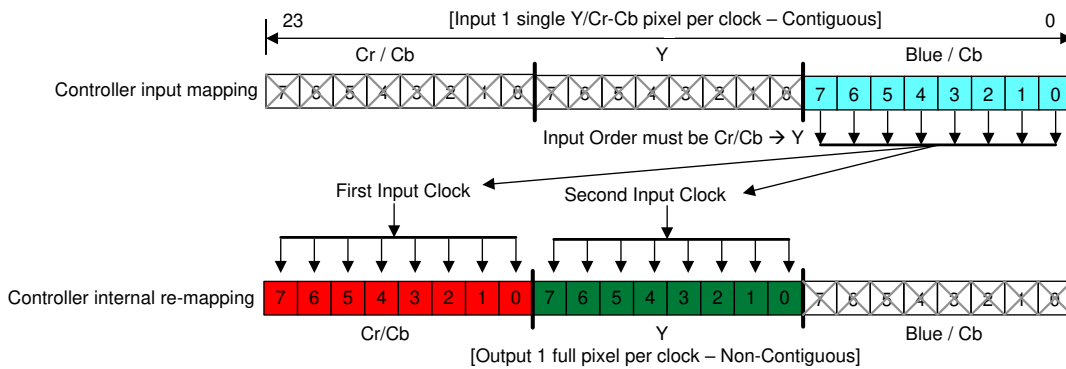 23 [Input 1 single Y/Cr-Cb pixel per clock – Contiguous] 0
Cr / Cb Y Blue / Cb
Controller input mapping 7 6 5 4 3 2 1 0 7 6 5 4 3 2 1 0 7 6 5 4 3 2 1 0
Input Order must be Cr/Cb → Y
First Input Clock Second Input Clock
Controller internal re-mapping 7 6 5 4 3 2 1 0 7 6 5 4 3 2 1 0 7 6 5 4 3 2 1 0
Cr/Cb Y Blue / Cb
[Output 1 full pixel per clock – Non-Contiguous]